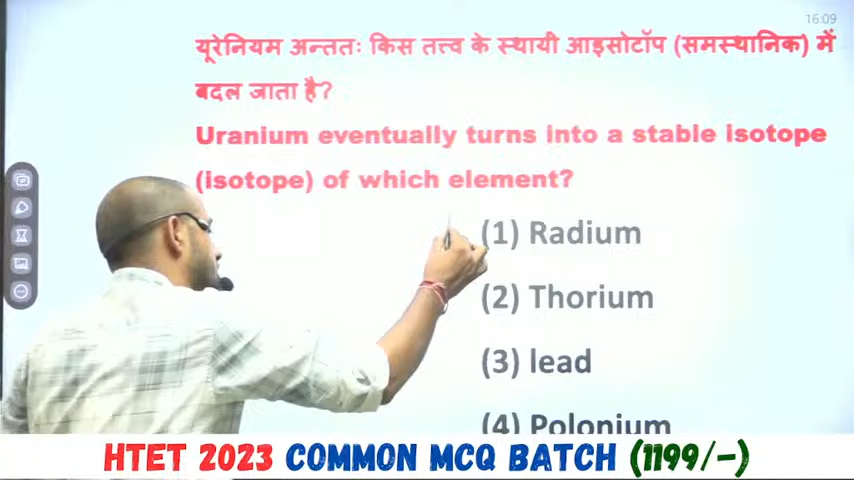 16:09
यूरेनियम अन्ततः किस तत्त्व के स्थायी आइसोटॉप (समस्थानिक) में
बदल जाता है?
Uranium eventually turns into a stable isotope
(isotope) of which element?
(1) Radium
(2) Thorium
(3) lead
(4) Polonium
HTET 2023 COMMON MCQ BATCH (1199/-)